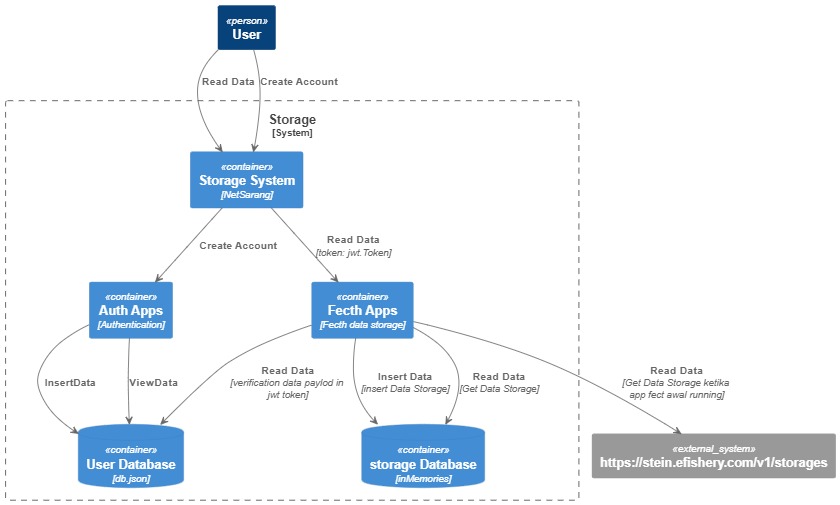 «person»
User
Read Data
Create Account
Storage
[System]
«container»
Storage System
[NetSarang]
Create Account
Read Data
[token: jwt.Token]
«container»
Auth Apps
[Authentication]
«container»
Fecth Apps
[Fecth data storage]
InsertData
ViewData
Read Data
[verification data paylod in
jwt token]
Insert Data
[insert Data Storage]
Read Data
[Get Data Storage]
Read Data
[Get Data Storage ketika
app fect awal running]
«container»
User Database
[db.json]
«container»
storage Database
[inMemories]
«external_system»
https://stein.efishery.com/v1/storages